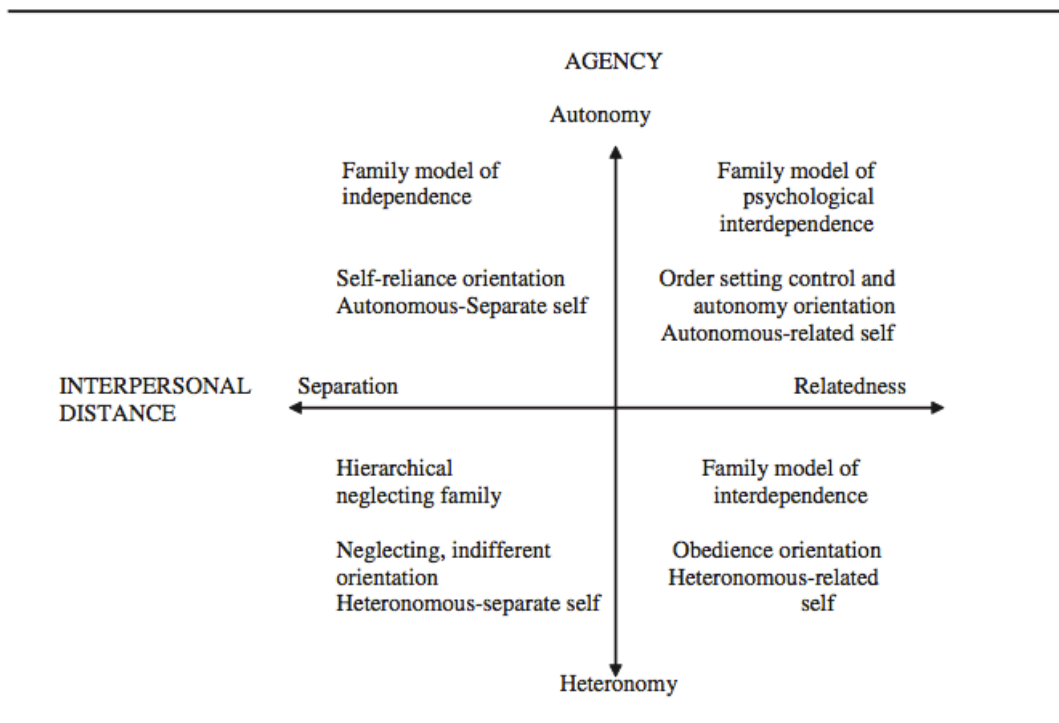 AGENCY
Autonomy
Family model of
independence
Family model of
psychological
interdependence
Self-reliance orientation
Autonomous-Separate self
Order setting control and
autonomy orientation
Autonomous-related self
INTERPERSONAL
DISTANCE
Separation
Relatedness
Hierarchical
neglecting family
Family model of
interdependence
Neglecting, indifferent
orientation
Heteronomous-separate self
Obedience orientation
Heteronomous-related
self
Heteronomy